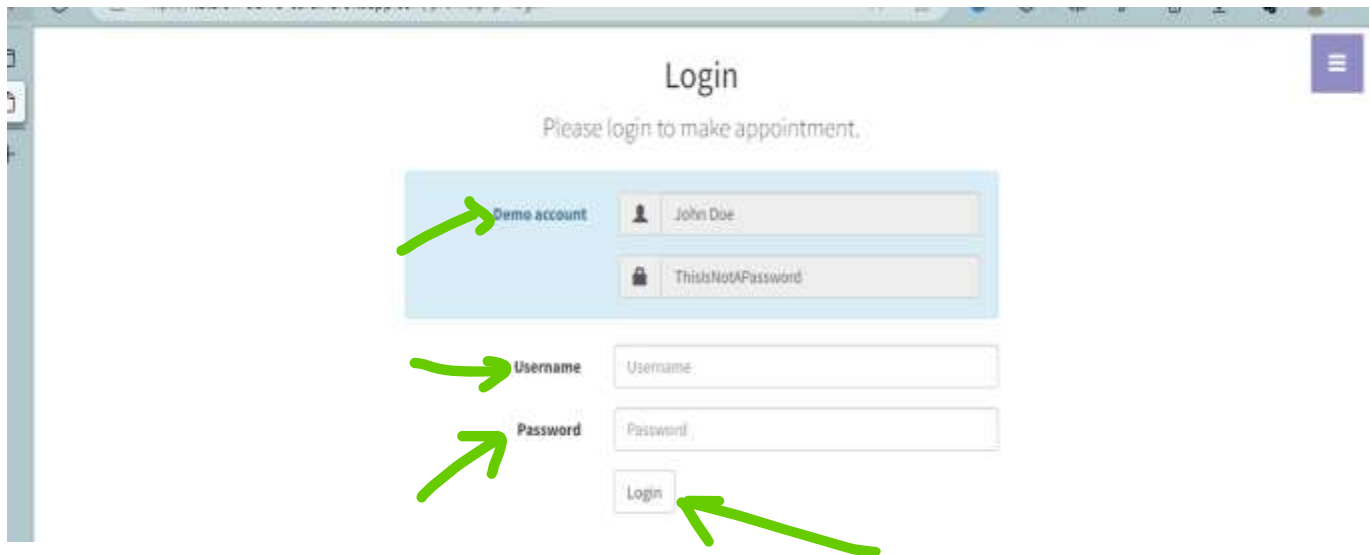 Login
Please login to make appointment.
Demo account
John Doe
ThisIsNotAPassword
Username
Username
Password
Password
Login